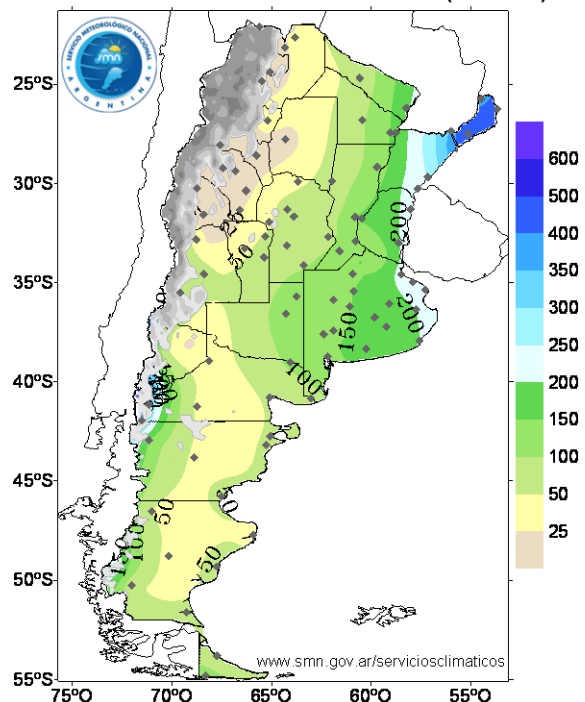 SERVICIO METEOROLÓGICO NACIONAL
smn
ARGENTINA
25ºS
30ºS
35ºS
40ºS
45ºS
50ºS
55ºS
75ºO
70ºO
65ºO
60ºO
55ºO
600
500
400
350
300
250
200
150
100
50
25
200
25
50
200
150
100
50
50
100
50
www.smn.gov.ar/serviciosclimaticos